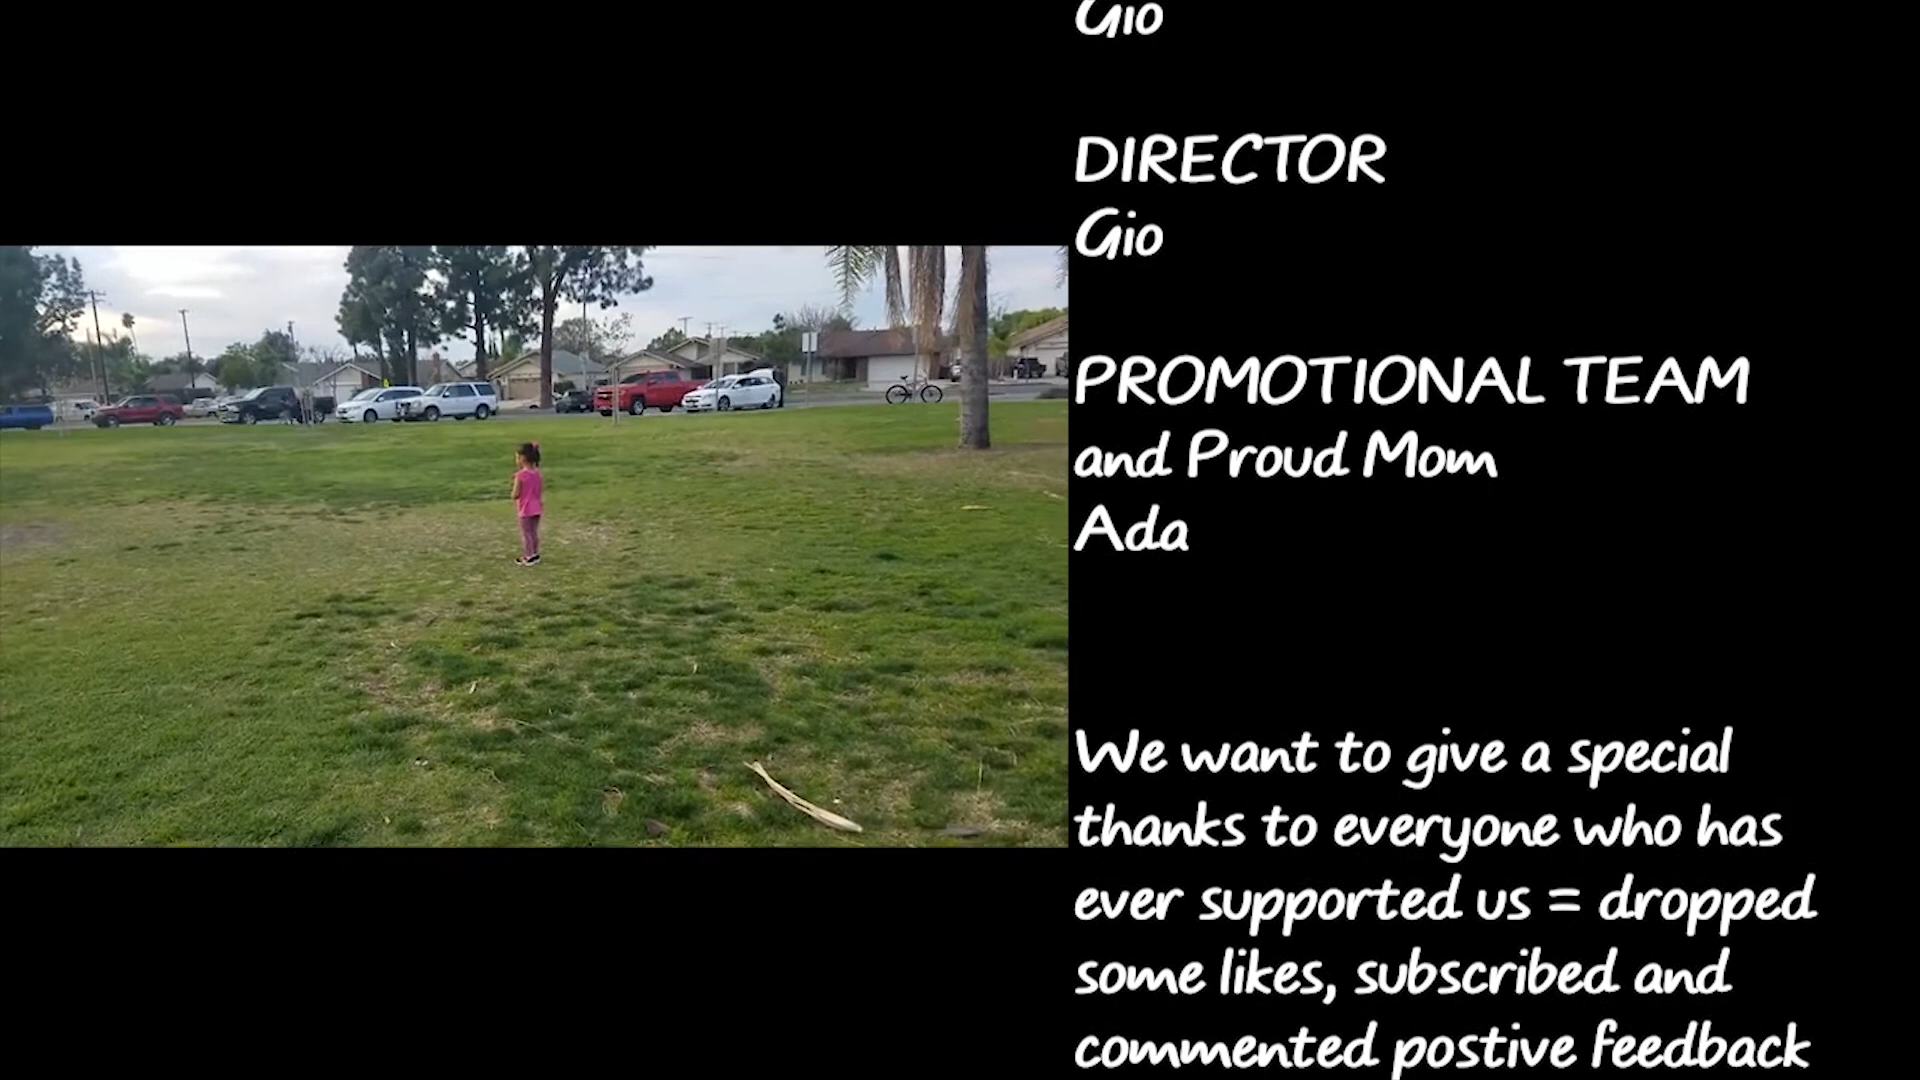 Gio
DIRECTOR
Gio
PROMOTIONAL TEAM
and Proud Mom
Ada
We want to give a special
thanks to everyone who has
ever supported us = dropped
some likes, subscribed and
commented postive feedback